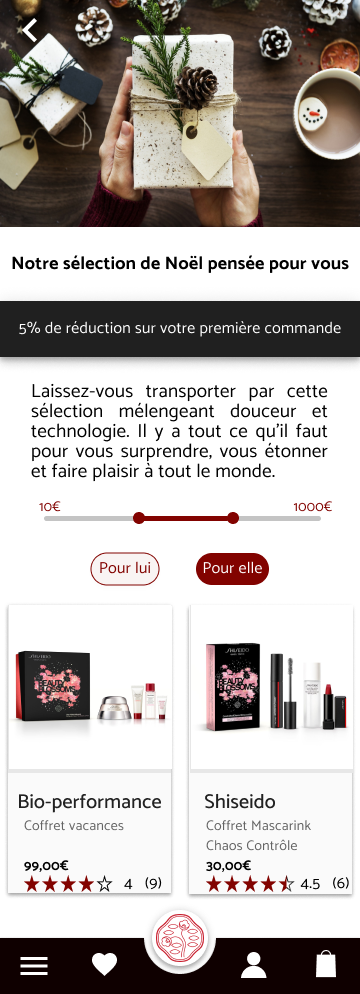 Notre sélection de Noël pensée pour vous
5% de réduction sur votre première commande
Laissez-vous transporter par cette
sélection mélengeant douceur et
technologie. Il y a tout ce qu'il faut
pour vous surprendre, vous étonner
et faire plaisir à tout le monde.
10€ 1000€
Pour lui Pour elle
SHISEIDO
BEAUTY
BLOSSOMS
SHISEIDO
BEAUTY
BLOSSOMS
Bio-performance
Coffret vacances
99,00€
4 (9)
Shiseido
Coffret Mascarink
Chaos Contrôle
30,00€
4.5 (6)